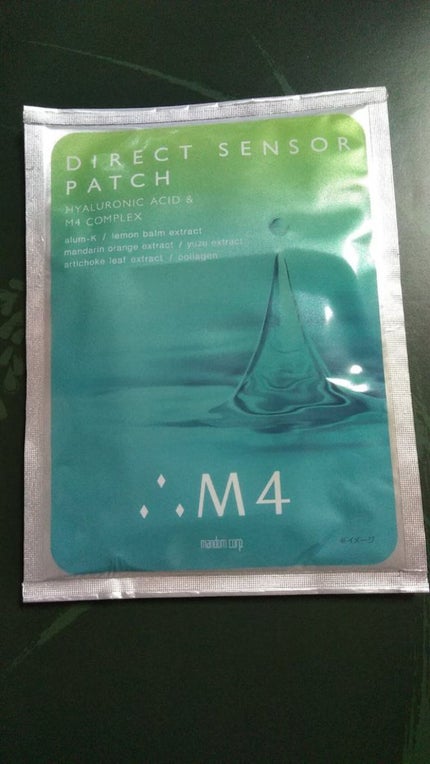 DIRECT SENSOR
PATCH
HYALURONIC ACID &
M4 COMPLEX
alum-K / lemon balm extract
mandarin orange extract / yuzu extract
artichoke leaf extract / collagen
M4
mandom corp.
※イメージ